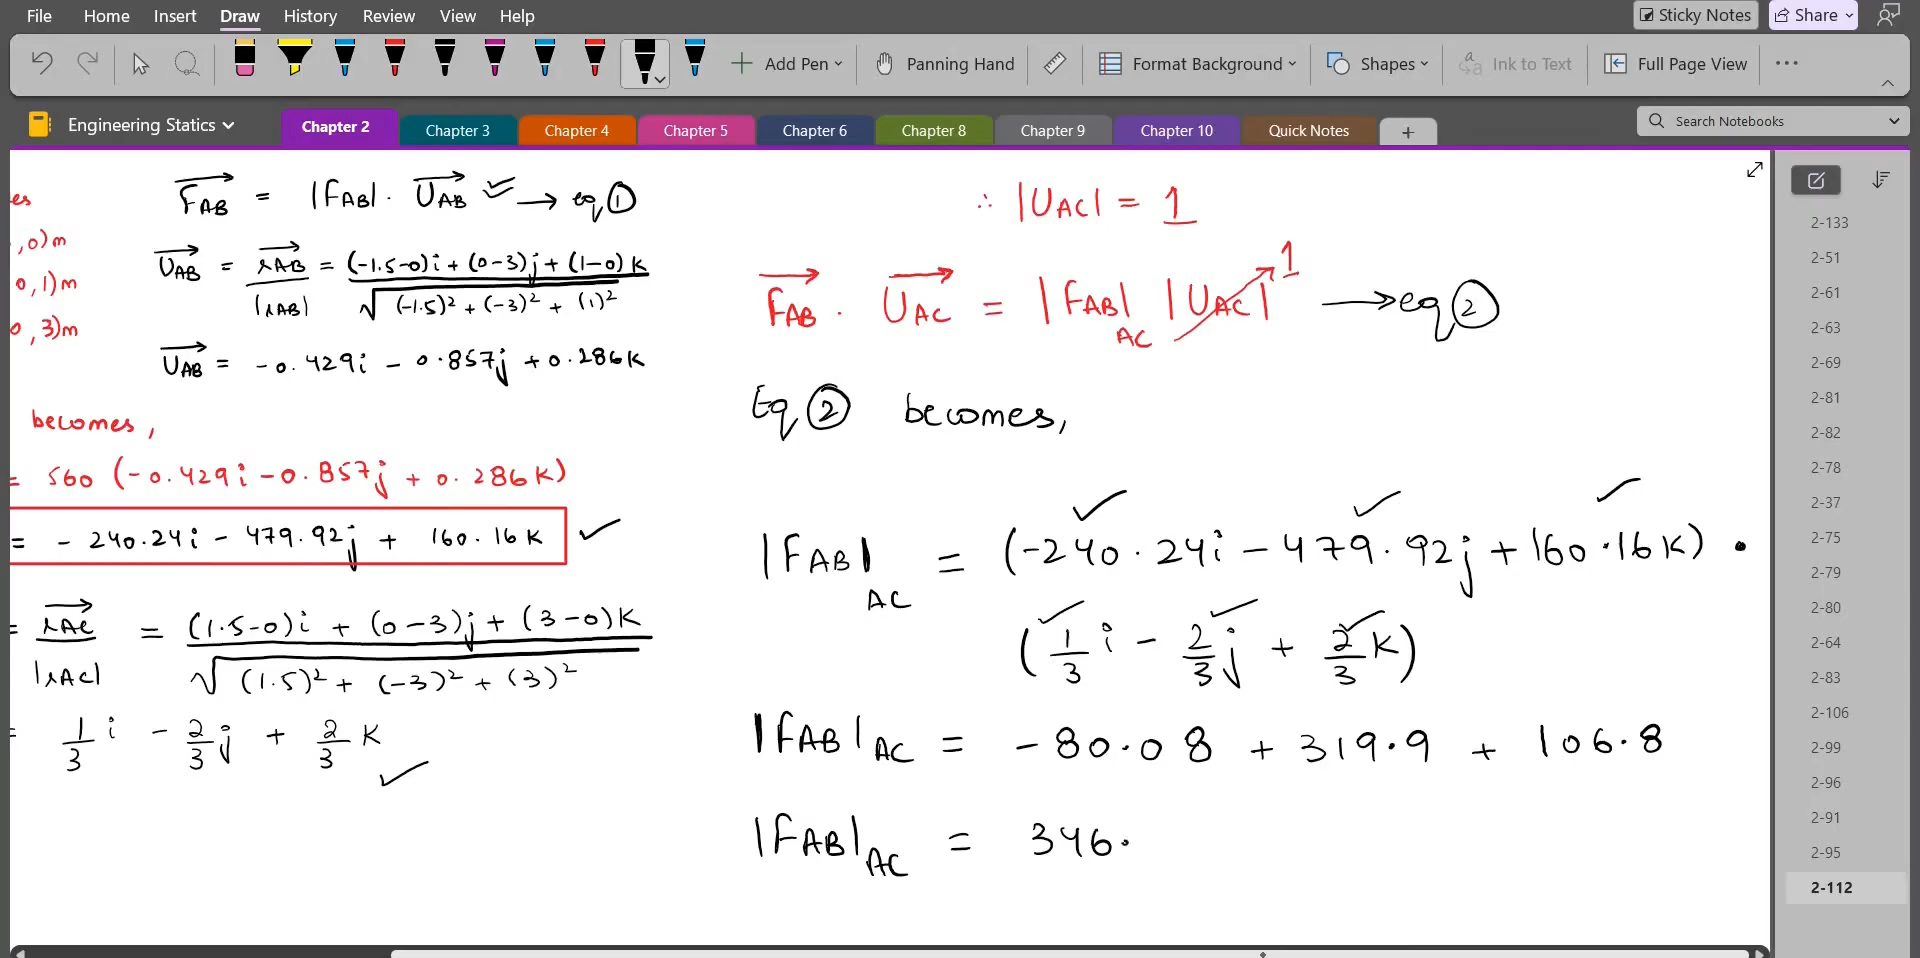 File Home Insert Draw History Review View Help Sticky Notes Share
Add Pen Panning Hand Format Background Shapes Ink to Text Full Page View
Engineering Statics Chapter 2 Chapter 3 Chapter 4 Chapter 5 Chapter 6 Chapter 8 Chapter 9 Chapter 10 Quick Notes + Search Notebooks
es
,0)m
0,1)m
0,3)m
FAB = |FAB| . UAB → eq ①
UAB = rAB / |rAB| = (-1.5-0)i + (0-3)j + (1-0)K / √(-1.5)² + (-3)² + (1)²
UAB = -0.429i - 0.857j + 0.286K
becomes,
= 560 (-0.429i - 0.857j + 0.286K)
= - 240.24i - 479.92j + 160.16K
= rAC / |rAC| = (1.5-0)i + (0-3)j + (3-0)K / √(1.5)² + (-3)² + (3)²
= 1/3 i - 2/3 j + 2/3 K
∴ |UAC| = 1
FAB . UAC = |FAB|AC |UAC| 1 → eq ②
Eq ② becomes,
|FAB|AC = (-240.24i - 479.92j + 160.16K) •
(1/3 i - 2/3 j + 2/3 K)
|FAB|AC = - 80.08 + 319.9 + 106.8
|FAB|AC = 346.
2-133
2-51
2-61
2-63
2-69
2-81
2-82
2-78
2-37
2-75
2-79
2-80
2-64
2-83
2-106
2-99
2-96
2-91
2-95
2-112